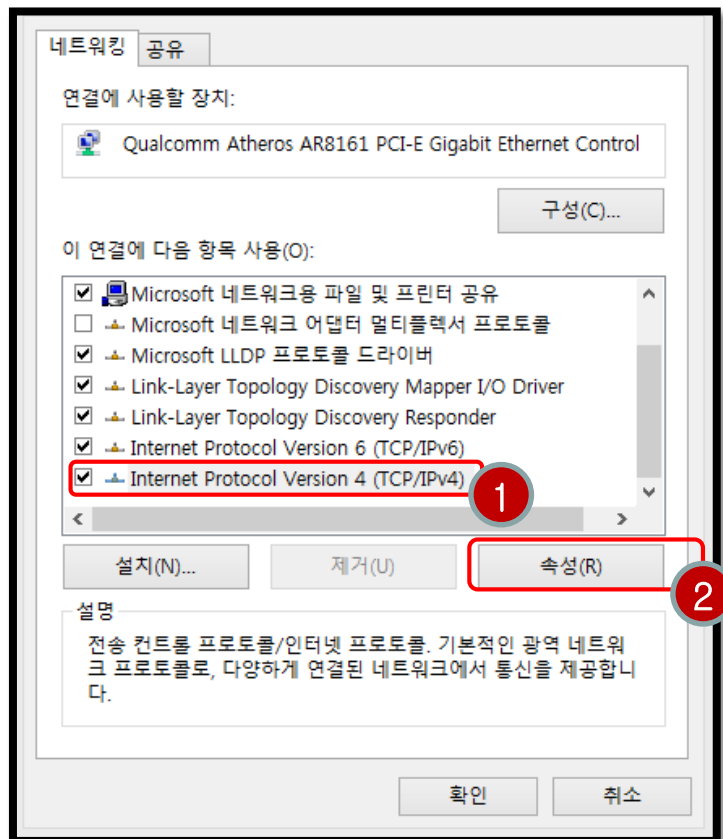 네트워킹
공유
연결에 사용할 장치:
Qualcomm Atheros AR8161 PCI-E Gigabit Ethernet Control
구성(C)...
이 연결에 다음 항목 사용(O):
Microsoft 네트워크용 파일 및 프린터 공유
Microsoft 네트워크 어댑터 멀티플렉서 프로토콜
Microsoft LLDP 프로토콜 드라이버
Link-Layer Topology Discovery Mapper I/O Driver
Link-Layer Topology Discovery Responder
Internet Protocol Version 6 (TCP/IPv6)
Internet Protocol Version 4 (TCP/IPv4)
1
설치(N)...
제거(U)
속성(R)
2
설명
전송 컨트롤 프로토콜/인터넷 프로토콜. 기본적인 광역 네트워
크 프로토콜로, 다양하게 연결된 네트워크에서 통신을 제공합니
다.
확인
취소